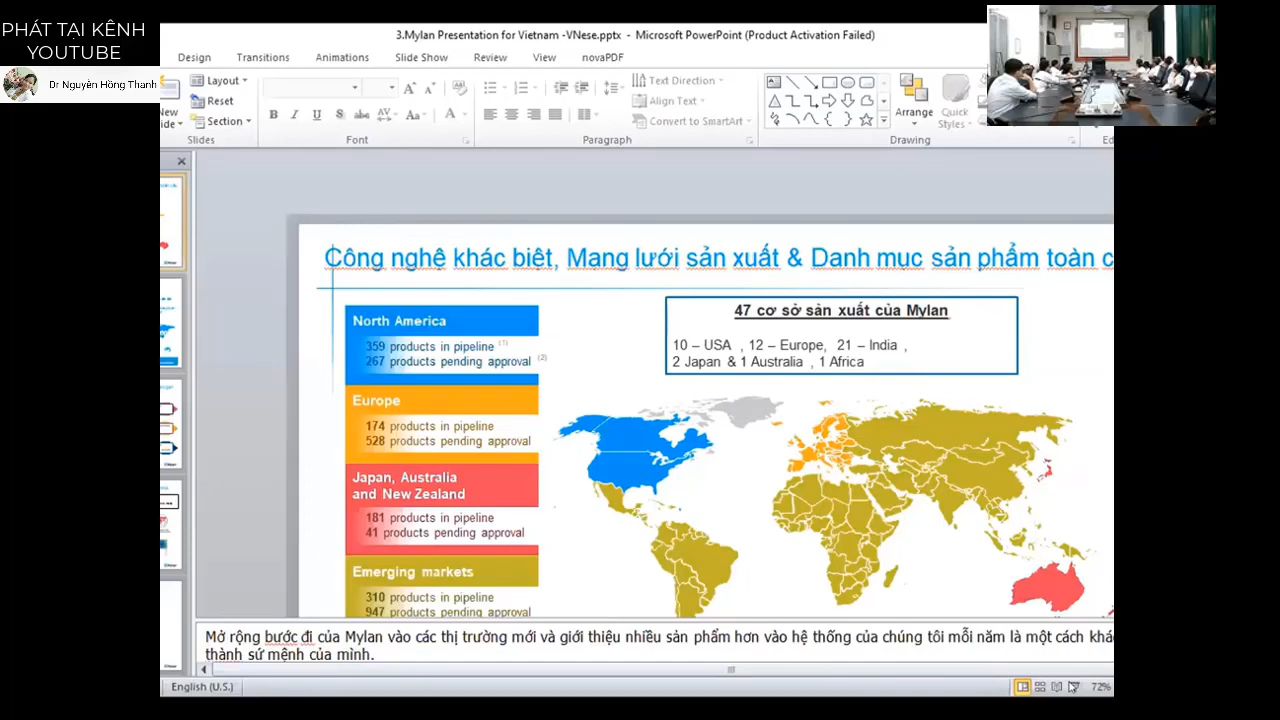 PHÁT TẠI KÊNH
YOUTUBE
Dr Nguyễn Hồng Thanh
3.Mylan Presentation for Vietnam -VNese.pptx - Microsoft PowerPoint (Product Activation Failed)
Design Transitions Animations Slide Show Review View novaPDF
Layout
Reset
Section
Slides
Font
Text Direction
Align Text
Convert to SmartArt
Paragraph
Arrange
Quick
Styles
Drawing
Công nghệ khác biệt, Mạng lưới sản xuất & Danh mục sản phẩm toàn c
North America
359 products in pipeline (1)
267 products pending approval (2)
Europe
174 products in pipeline
528 products pending approval
Japan, Australia
and New Zealand
181 products in pipeline
41 products pending approval
Emerging markets
310 products in pipeline
947 products pending approval
47 cơ sở sản xuất của Mylan
10 – USA , 12 – Europe, 21 – India ,
2 Japan & 1 Australia , 1 Africa
Mở rộng bước đi của Mylan vào các thị trường mới và giới thiệu nhiều sản phẩm hơn vào hệ thống của chúng tôi mỗi năm là một cách khá
thành sứ mệnh của mình.
English (U.S.)
72%